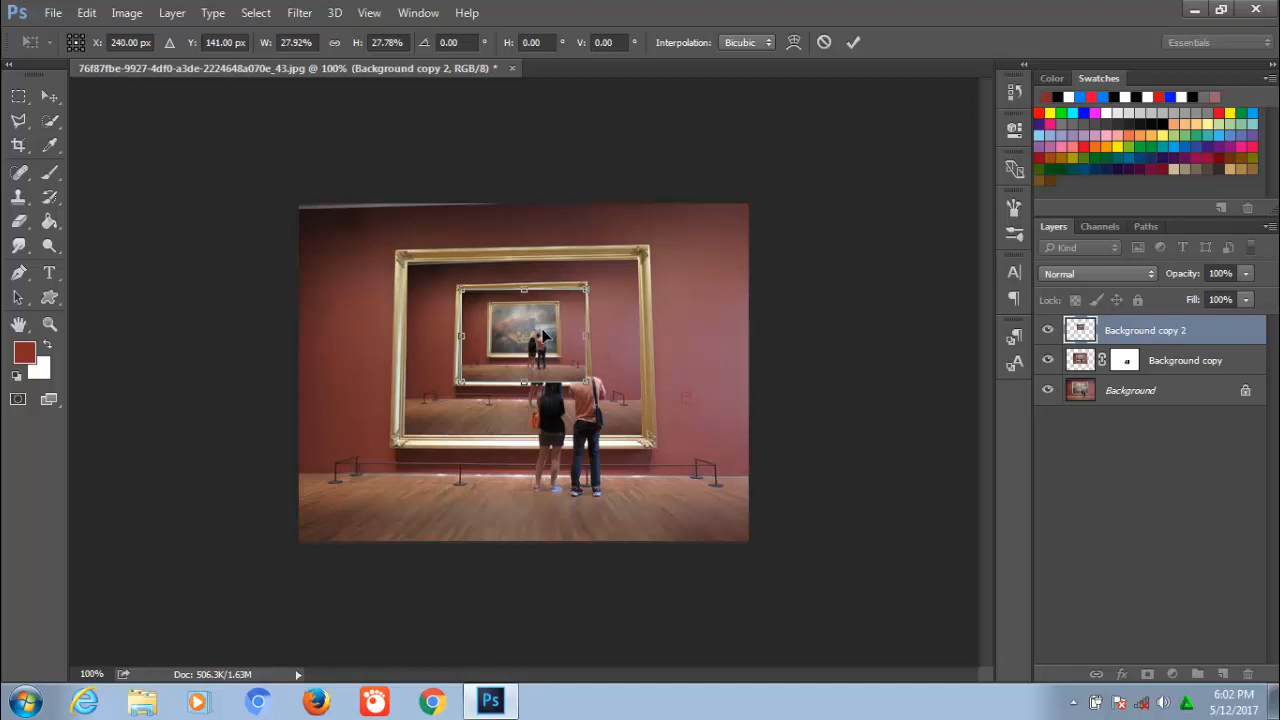 Ps File Edit Image Layer Type Select Filter 3D View Window Help
X: 240.00 px Y: 141.00 px W: 27.92% H: 27.78% 0.00 ° H: 0.00 ° V: 0.00 ° Interpolation: Bicubic Essentials
76f87fbe-9927-4df0-a3de-2224648a070e_43.jpg @ 100% (Background copy 2, RGB/8) * ×
Color Swatches
Layers Channels Paths
Kind
Normal Opacity: 100%
Lock: Fill: 100%
Background copy 2
Background copy
Background
100% Doc: 506.3K/1.63M
Ps
6:02 PM
5/12/2017